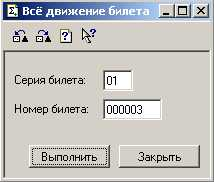 Всё движение билета
Серия билета: 01
Номер билета: 000003
Выполнить Закрыть